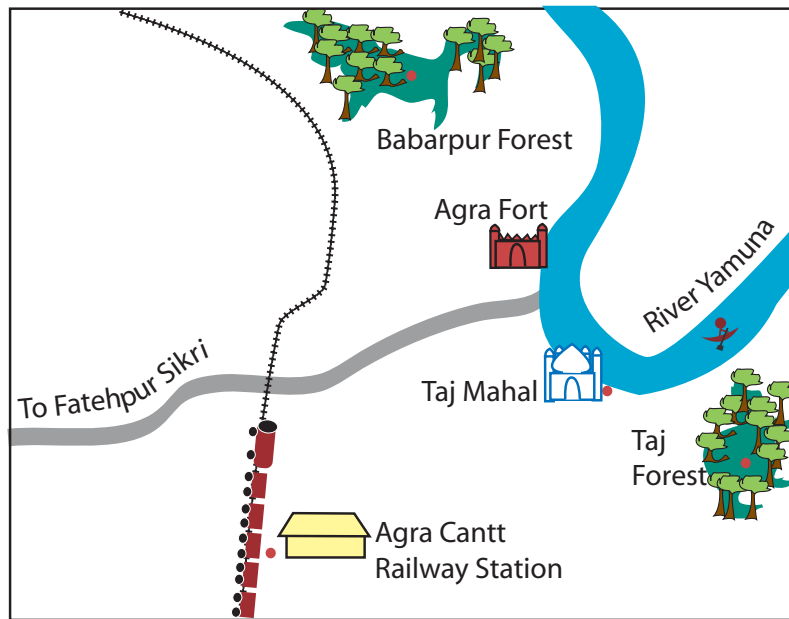 Babarpur Forest
Agra Fort
River Yamuna
To Fatehpur Sikri
Taj Mahal
Taj
Forest
Agra Cantt
Railway Station